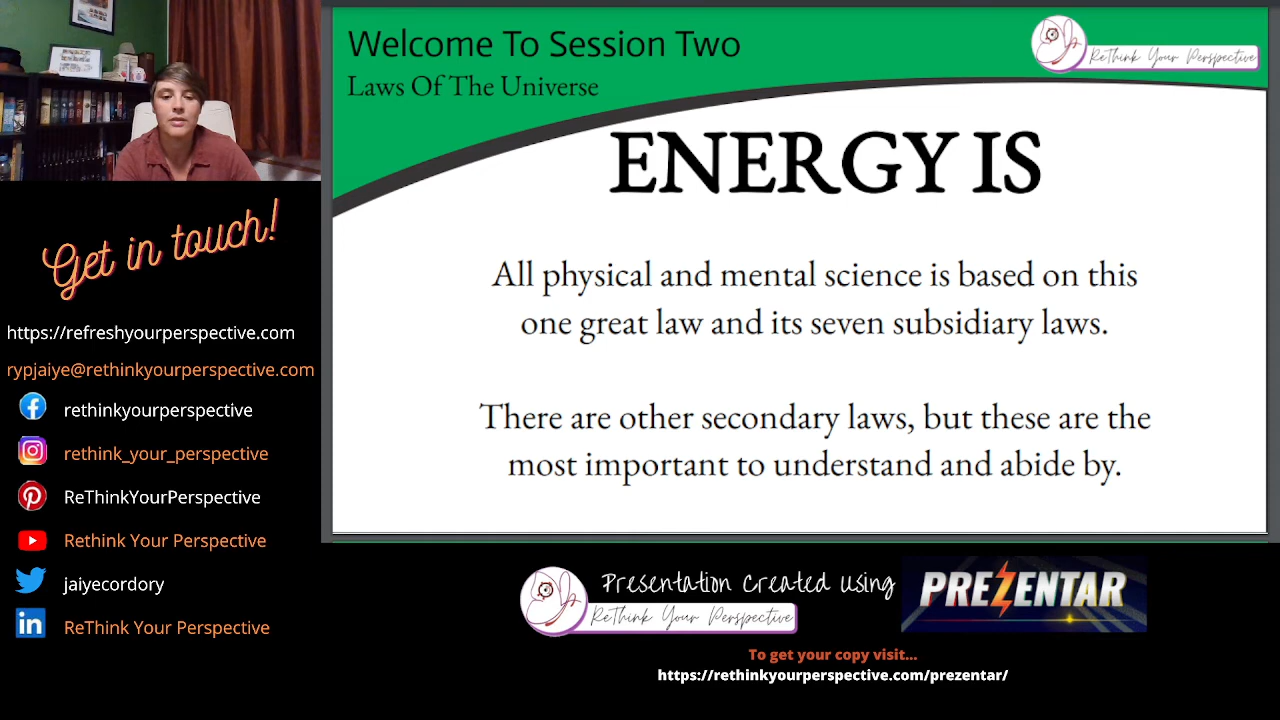 Welcome To Session Two
Laws Of The Universe
ReThink Your Perspective
ENERGY IS
All physical and mental science is based on this
one great law and its seven subsidiary laws.
There are other secondary laws, but these are the
most important to understand and abide by.
Get in touch!
https://refreshyourperspective.com
rypjaiye@rethinkyourperspective.com
rethinkyourperspective
rethink_your_perspective
ReThinkYourPerspective
Rethink Your Perspective
jaiyecordory
ReThink Your Perspective
Presentation Created Using
ReThink Your Perspective
PREZENTAR
To get your copy visit...
https://rethinkyourperspective.com/prezentar/